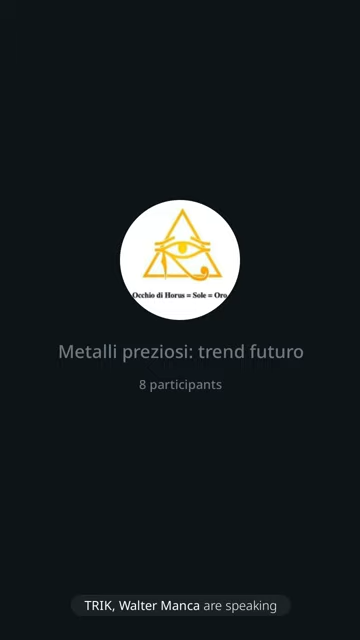 Occhio di Horus = Sole = Oro
Metalli preziosi: trend futuro
8 participants
TRIK, Walter Manca are speaking